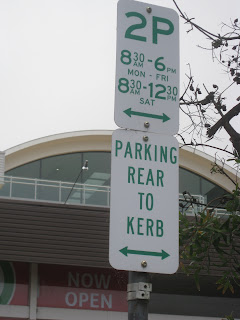 2P
8 30 AM - 6 PM
MON - FRI
8 30 AM - 12 30 PM
SAT
PARKING
REAR
TO
KERB
NOW
OPEN